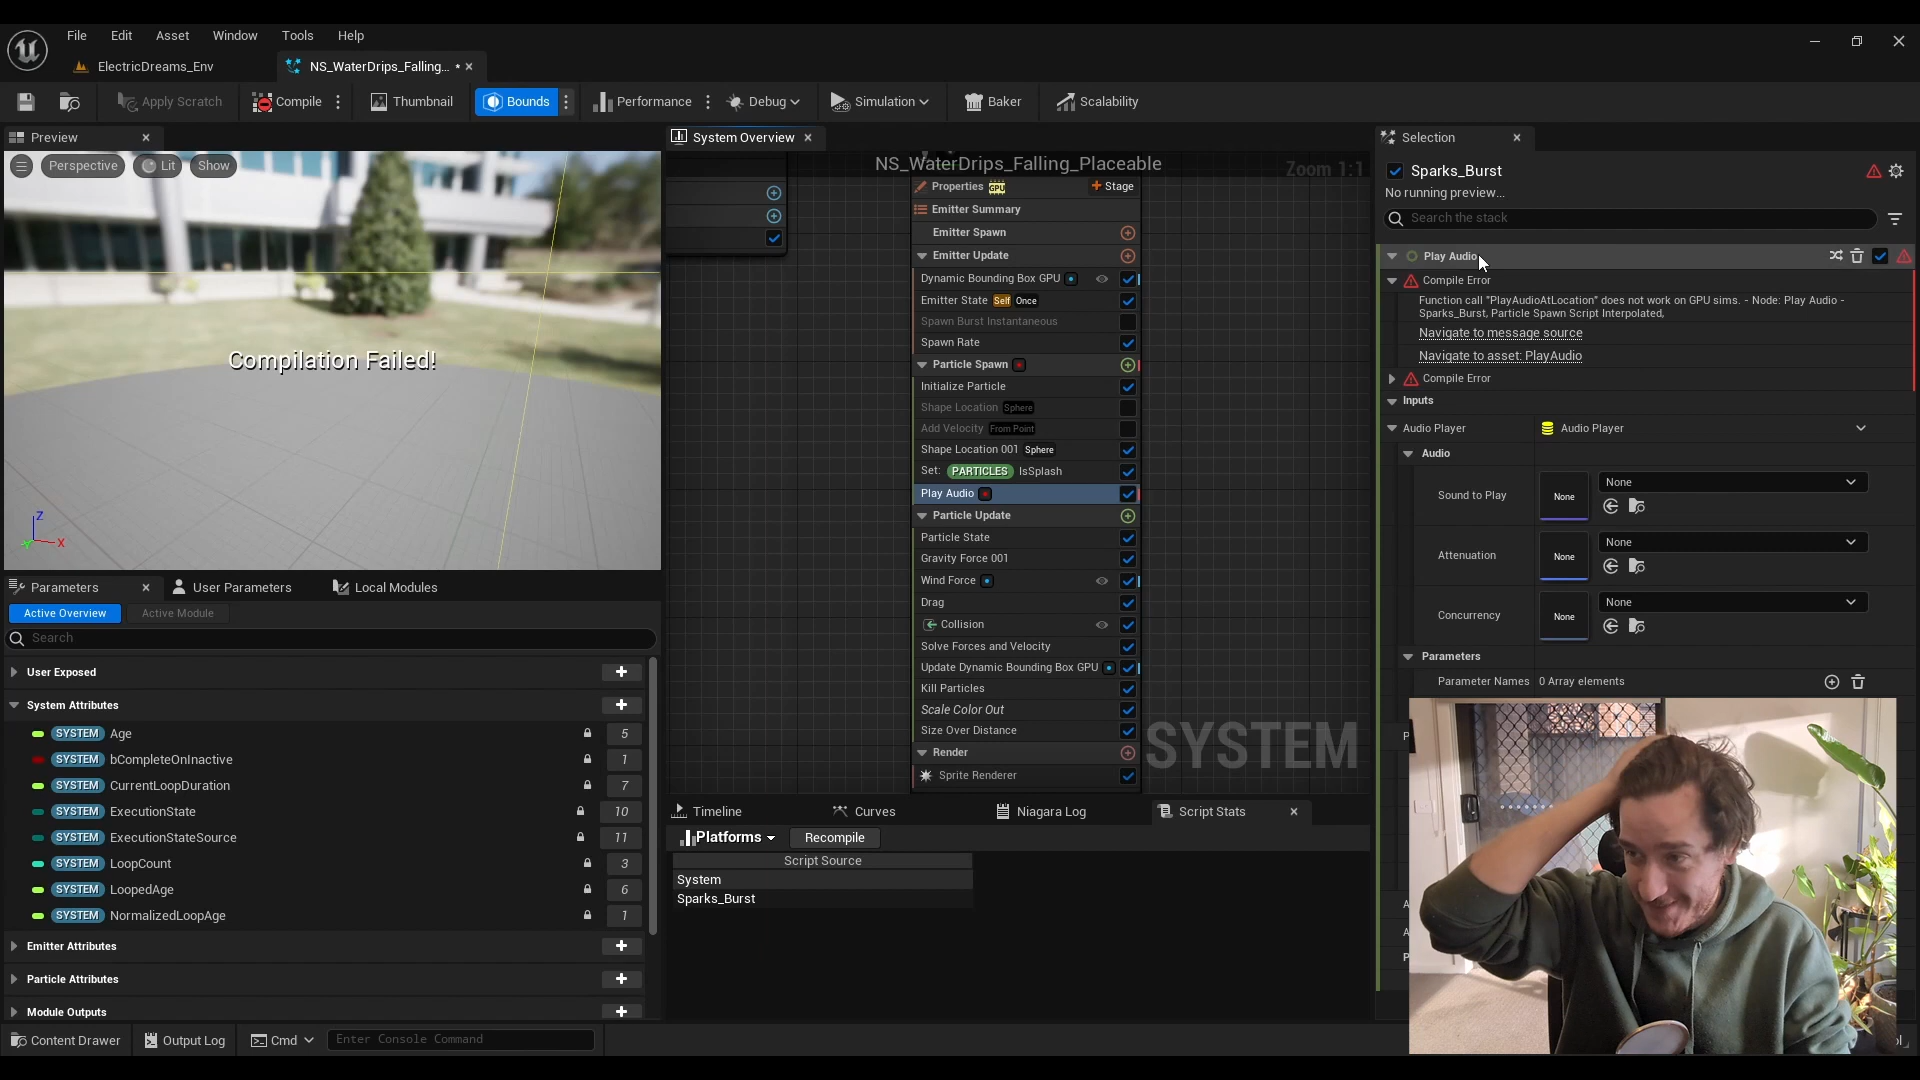 File Edit Asset Window Tools Help
ElectricDreams_Env NS_WaterDrips_Falling... *
Apply Scratch Compile Thumbnail Bounds Performance Debug Simulation Baker Scalability
Preview
Perspective Lit Show
Compilation Failed!
Z
X
Parameters User Parameters Local Modules
Active Overview Active Module
Search
User Exposed
System Attributes
SYSTEM Age 5
SYSTEM bCompleteOnInactive 1
SYSTEM CurrentLoopDuration 7
SYSTEM ExecutionState 10
SYSTEM ExecutionStateSource 11
SYSTEM LoopCount 3
SYSTEM LoopedAge 6
SYSTEM NormalizedLoopAge 1
Emitter Attributes
Particle Attributes
Module Outputs
System Overview
NS_WaterDrips_Falling_Placeable
Zoom 1:1
Properties GPU Stage
Emitter Summary
Emitter Spawn
Emitter Update
Dynamic Bounding Box GPU
Emitter State Self Once
Spawn Burst Instantaneous
Spawn Rate
Particle Spawn
Initialize Particle
Shape Location Sphere
Add Velocity From Point
Shape Location 001 Sphere
Set: PARTICLES IsSplash
Play Audio
Particle Update
Particle State
Gravity Force 001
Wind Force
Drag
Collision
Solve Forces and Velocity
Update Dynamic Bounding Box GPU
Kill Particles
Scale Color Out
Size Over Distance
Render
Sprite Renderer
SYSTEM
Timeline Curves Niagara Log Script Stats
Platforms Recompile
Script Source
System
Sparks_Burst
Selection
Sparks_Burst
No running preview...
Search the stack
Play Audio
Compile Error
Function call "PlayAudioAtLocation" does not work on GPU sims. - Node: Play Audio -
Sparks_Burst, Particle Spawn Script Interpolated,
Navigate to message source
Navigate to asset: PlayAudio
Compile Error
Inputs
Audio Player Audio Player
Audio
Sound to Play None None
Attenuation None None
Concurrency None None
Parameters
Parameter Names 0 Array elements
Content Drawer Output Log Cmd Enter Console Command